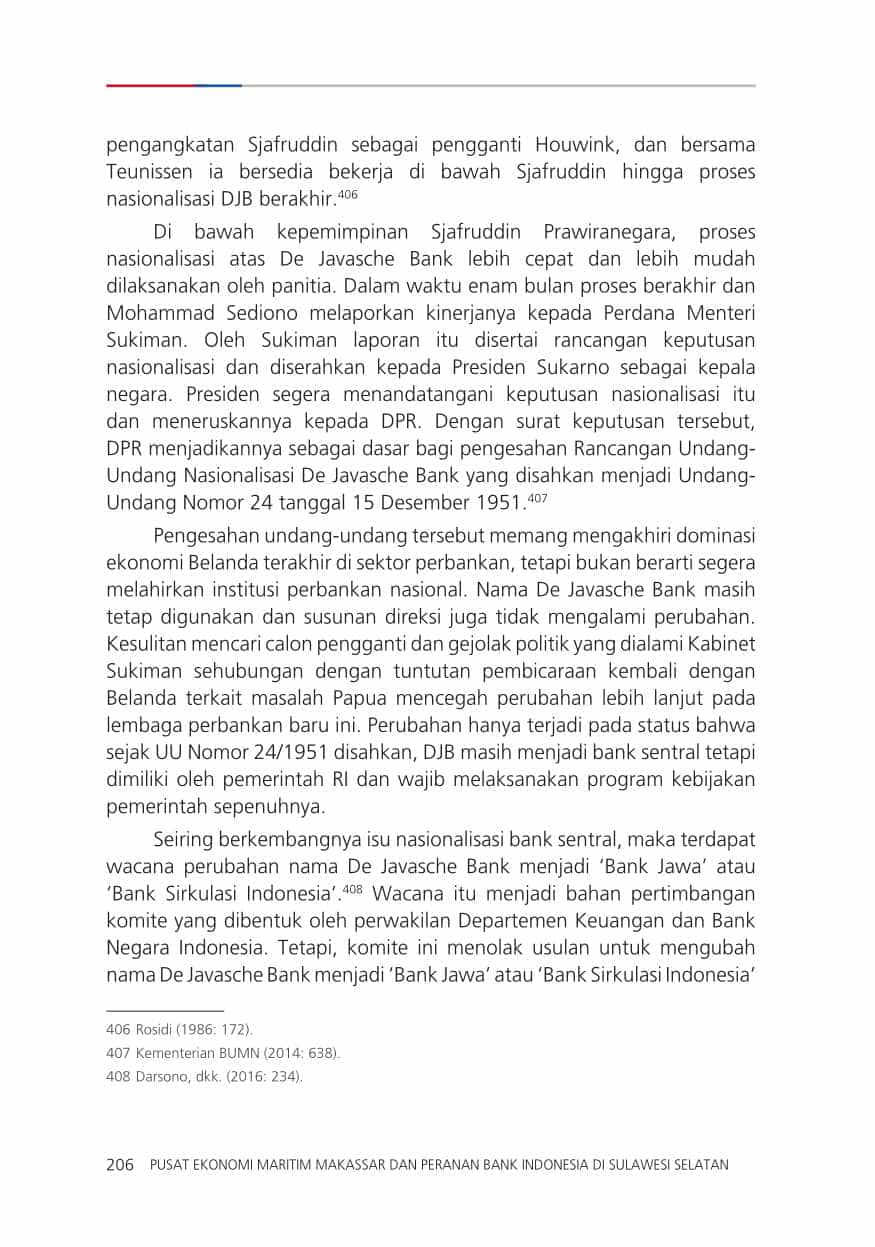 pengangkatan Sjafruddin sebagai pengganti Houwink, dan bersama
Teunissen ia bersedia bekerja di bawah Sjafruddin hingga proses
nasionalisasi DJB berakhir.⁴⁰⁶
Di bawah kepemimpinan Sjafruddin Prawiranegara, proses
nasionalisasi atas De Javasche Bank lebih cepat dan lebih mudah
dilaksanakan oleh panitia. Dalam waktu enam bulan proses berakhir dan
Mohammad Sediono melaporkan kinerjanya kepada Perdana Menteri
Sukiman. Oleh Sukiman laporan itu disertai rancangan keputusan
nasionalisasi dan diserahkan kepada Presiden Sukarno sebagai kepala
negara. Presiden segera menandatangani keputusan nasionalisasi itu
dan meneruskannya kepada DPR. Dengan surat keputusan tersebut,
DPR menjadikannya sebagai dasar bagi pengesahan Rancangan Undang-
Undang Nasionalisasi De Javasche Bank yang disahkan menjadi Undang-
Undang Nomor 24 tanggal 15 Desember 1951.⁴⁰⁷
Pengesahan undang-undang tersebut memang mengakhiri dominasi
ekonomi Belanda terakhir di sektor perbankan, tetapi bukan berarti segera
melahirkan institusi perbankan nasional. Nama De Javasche Bank masih
tetap digunakan dan susunan direksi juga tidak mengalami perubahan.
Kesulitan mencari calon pengganti dan gejolak politik yang dialami Kabinet
Sukiman sehubungan dengan tuntutan pembicaraan kembali dengan
Belanda terkait masalah Papua mencegah perubahan lebih lanjut pada
lembaga perbankan baru ini. Perubahan hanya terjadi pada status bahwa
sejak UU Nomor 24/1951 disahkan, DJB masih menjadi bank sentral tetapi
dimiliki oleh pemerintah RI dan wajib melaksanakan program kebijakan
pemerintah sepenuhnya.
Seiring berkembangnya isu nasionalisasi bank sentral, maka terdapat
wacana perubahan nama De Javasche Bank menjadi ‘Bank Jawa’ atau
‘Bank Sirkulasi Indonesia’.⁴⁰⁸ Wacana itu menjadi bahan pertimbangan
komite yang dibentuk oleh perwakilan Departemen Keuangan dan Bank
Negara Indonesia. Tetapi, komite ini menolak usulan untuk mengubah
nama De Javasche Bank menjadi ‘Bank Jawa’ atau ‘Bank Sirkulasi Indonesia’
406 Rosidi (1986: 172).
407 Kementerian BUMN (2014: 638).
408 Darsono, dkk. (2016: 234).
206 PUSAT EKONOMI MARITIM MAKASSAR DAN PERANAN BANK INDONESIA DI SULAWESI SELATAN